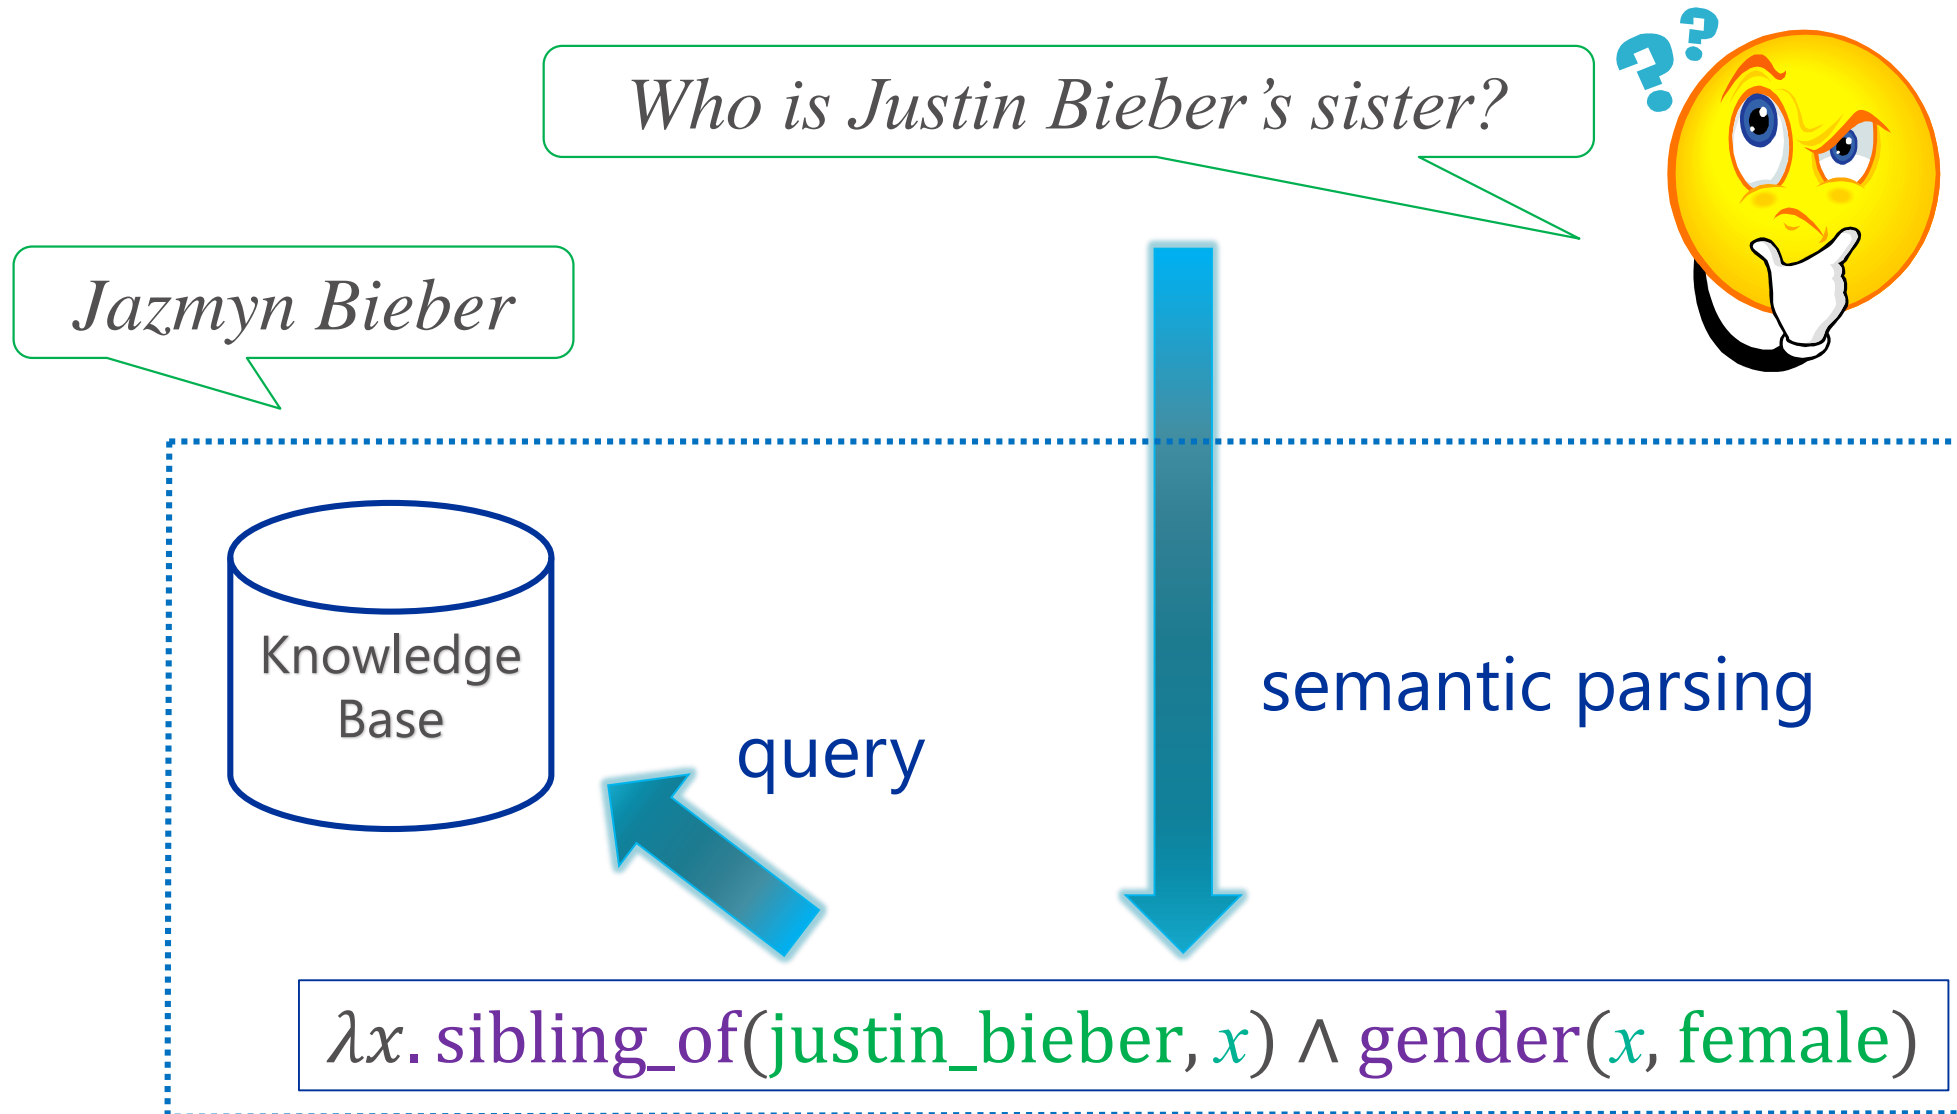 Who is Justin Bieber’s sister?
? ?
Jazmyn Bieber
Knowledge
Base
query
semantic parsing
λx. sibling_of(justin_bieber, x) ∧ gender(x, female)